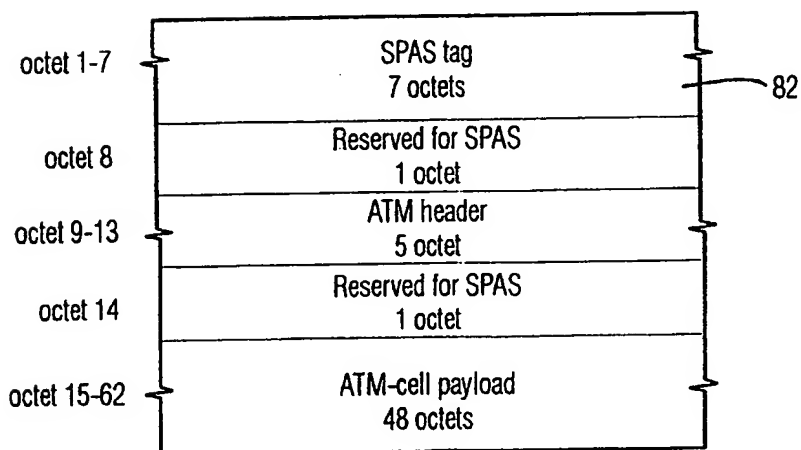 octet 1-7
SPAS tag
7 octets
82
octet 8
Reserved for SPAS
1 octet
octet 9-13
ATM header
5 octet
octet 14
Reserved for SPAS
1 octet
octet 15-62
ATM-cell payload
48 octets